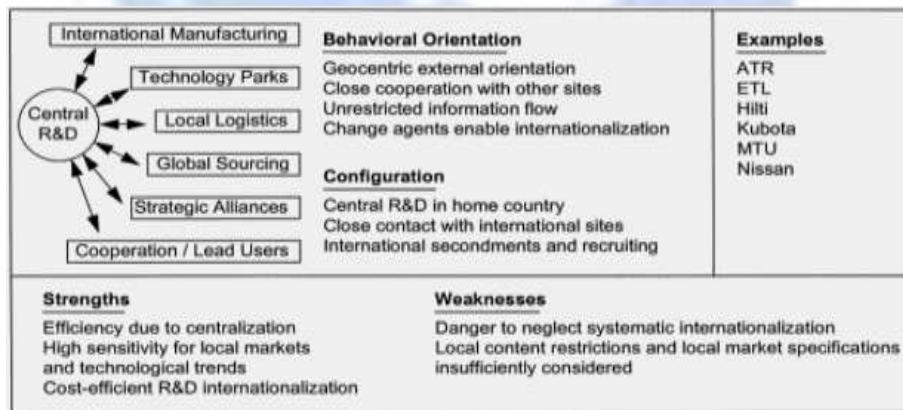 International Manufacturing
Technology Parks
Central
R&D
Local Logistics
Global Sourcing
Strategic Alliances
Cooperation / Lead Users
Behavioral Orientation
Geocentric external orientation
Close cooperation with other sites
Unrestricted information flow
Change agents enable internationalization
Configuration
Central R&D in home country
Close contact with international sites
International secondments and recruiting
Examples
ATR
ETL
Hilti
Kubota
MTU
Nissan
Strengths
Efficiency due to centralization
High sensitivity for local markets
and technological trends
Cost-efficient R&D internationalization
Weaknesses
Danger to neglect systematic internationalization
Local content restrictions and local market specifications
insufficiently considered